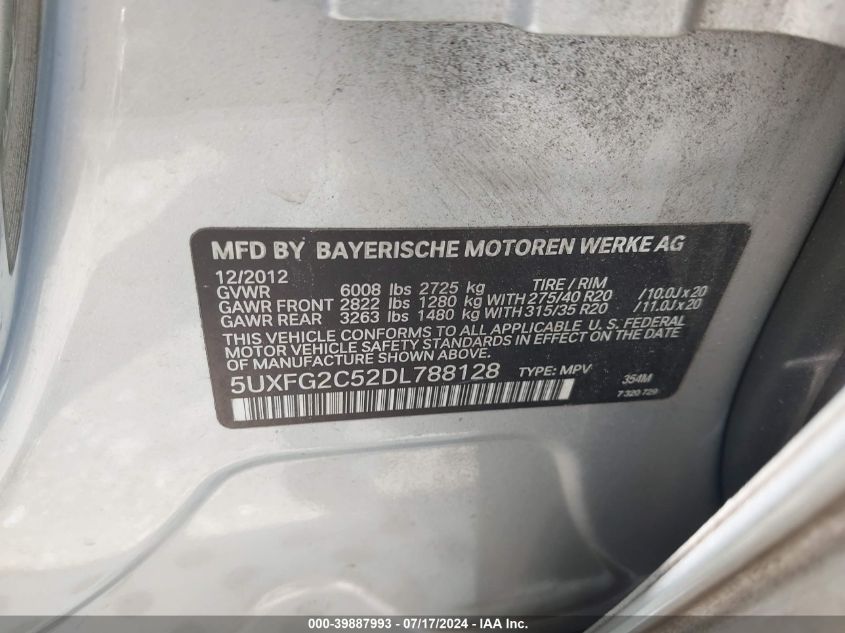 MFD BY BAYERISCHE MOTOREN WERKE AG
12/2012
GVWR 6008 lbs 2725 kg TIRE / RIM
GAWR FRONT 2822 lbs 1280 kg WITH 275/40 R20 /10.0J x 20
GAWR REAR 3263 lbs 1480 kg WITH 315/35 R20 /11.0J x 20
THIS VEHICLE CONFORMS TO ALL APPLICABLE U.S. FEDERAL
MOTOR VEHICLE SAFETY STANDARDS IN EFFECT ON THE DATE
OF MANUFACTURE SHOWN ABOVE.
5UXFG2C52DL788128 TYPE: MPV
354M
7 320 729
000-39887993 - 07/17/2024 - Copyright © 2024 - IAA, Inc.